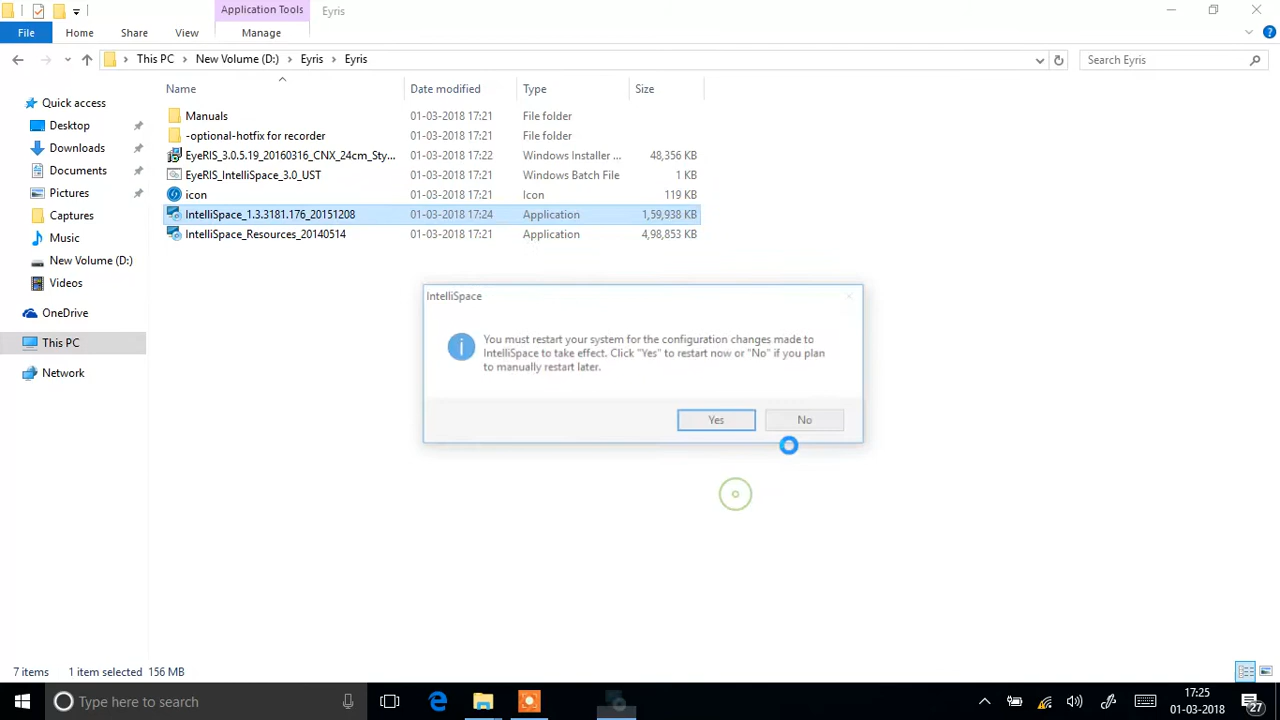 Application Tools
Eyris
File
Home
Share
View
Manage
This PC
New Volume (D:)
Eyris
Eyris
Search Eyris
Name
Date modified
Type
Size
Quick access
Desktop
Downloads
Documents
Pictures
Captures
Music
New Volume (D:)
Videos
OneDrive
This PC
Network
Manuals 01-03-2018 17:21 File folder
-optional-hotfix for recorder 01-03-2018 17:21 File folder
EyeRIS_3.0.5.19_20160316_CNX_24cm_Sty... 01-03-2018 17:22 Windows Installer ... 48,356 KB
EyeRIS_IntelliSpace_3.0_UST 01-03-2018 17:21 Windows Batch File 1 KB
icon 01-03-2018 17:21 Icon 119 KB
IntelliSpace_1.3.3181.176_20151208 01-03-2018 17:24 Application 1,59,938 KB
IntelliSpace_Resources_20140514 01-03-2018 17:21 Application 4,98,853 KB
IntelliSpace
You must restart your system for the configuration changes made to
IntelliSpace to take effect. Click "Yes" to restart now or "No" if you plan
to manually restart later.
Yes
No
7 items
1 item selected 156 MB
Type here to search
17:25
01-03-2018
27